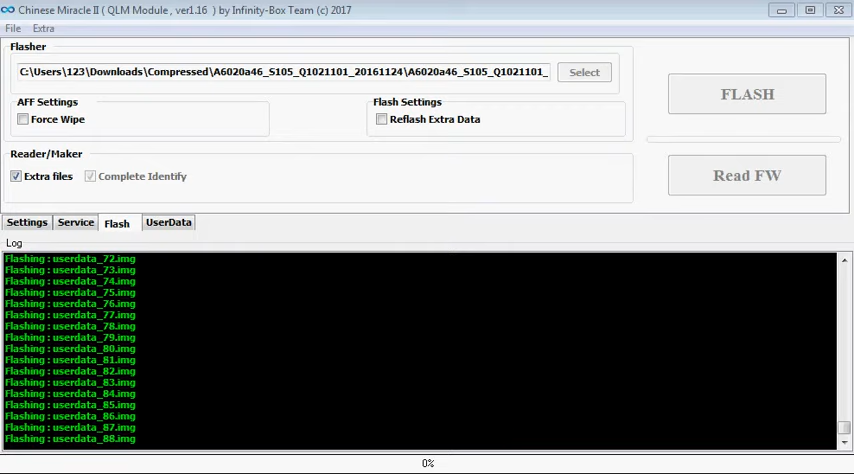 Chinese Miracle II ( QLM Module , ver1.16 ) by Infinity-Box Team (c) 2017
File Extra
Flasher
C:\Users\123\Downloads\Compressed\A6020a46_S105_Q1021101_20161124\A6020a46_S105_Q1021101_
Select
FLASH
AFF Settings
Force Wipe
Flash Settings
Reflash Extra Data
Reader/Maker
Extra files
Complete Identify
Read FW
Settings Service Flash UserData
Log
Flashing : userdata_72.img
Flashing : userdata_73.img
Flashing : userdata_74.img
Flashing : userdata_75.img
Flashing : userdata_76.img
Flashing : userdata_77.img
Flashing : userdata_78.img
Flashing : userdata_79.img
Flashing : userdata_80.img
Flashing : userdata_81.img
Flashing : userdata_82.img
Flashing : userdata_83.img
Flashing : userdata_84.img
Flashing : userdata_85.img
Flashing : userdata_86.img
Flashing : userdata_87.img
Flashing : userdata_88.img
0%